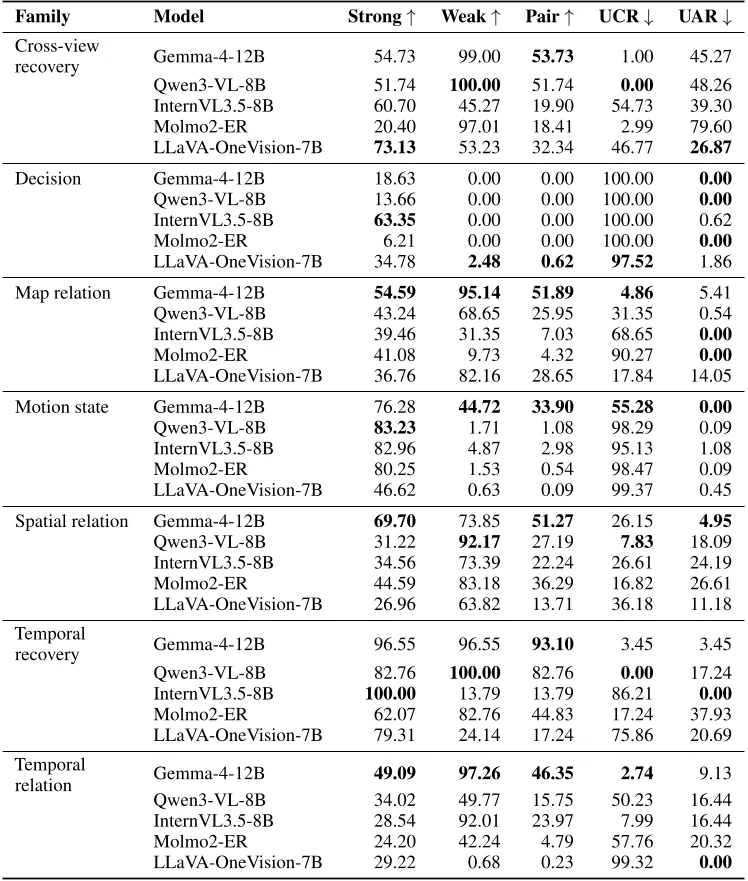 Family Model Strong ↑ Weak ↑ Pair ↑ UCR ↓ UAR ↓
Cross-view
recovery Gemma-4-12B 54.73 99.00 53.73 1.00 45.27
Qwen3-VL-8B 51.74 100.00 51.74 0.00 48.26
InternVL3.5-8B 60.70 45.27 19.90 54.73 39.30
Molmo2-ER 20.40 97.01 18.41 2.99 79.60
LLaVA-OneVision-7B 73.13 53.23 32.34 46.77 26.87
Decision Gemma-4-12B 18.63 0.00 0.00 100.00 0.00
Qwen3-VL-8B 13.66 0.00 0.00 100.00 0.00
InternVL3.5-8B 63.35 0.00 0.00 100.00 0.62
Molmo2-ER 6.21 0.00 0.00 100.00 0.00
LLaVA-OneVision-7B 34.78 2.48 0.62 97.52 1.86
Map relation Gemma-4-12B 54.59 95.14 51.89 4.86 5.41
Qwen3-VL-8B 43.24 68.65 25.95 31.35 0.54
InternVL3.5-8B 39.46 31.35 7.03 68.65 0.00
Molmo2-ER 41.08 9.73 4.32 90.27 0.00
LLaVA-OneVision-7B 36.76 82.16 28.65 17.84 14.05
Motion state Gemma-4-12B 76.28 44.72 33.90 55.28 0.00
Qwen3-VL-8B 83.23 1.71 1.08 98.29 0.09
InternVL3.5-8B 82.96 4.87 2.98 95.13 1.08
Molmo2-ER 80.25 1.53 0.54 98.47 0.09
LLaVA-OneVision-7B 46.62 0.63 0.09 99.37 0.45
Spatial relation Gemma-4-12B 69.70 73.85 51.27 26.15 4.95
Qwen3-VL-8B 31.22 92.17 27.19 7.83 18.09
InternVL3.5-8B 34.56 73.39 22.24 26.61 24.19
Molmo2-ER 44.59 83.18 36.29 16.82 26.61
LLaVA-OneVision-7B 26.96 63.82 13.71 36.18 11.18
Temporal
recovery Gemma-4-12B 96.55 96.55 93.10 3.45 3.45
Qwen3-VL-8B 82.76 100.00 82.76 0.00 17.24
InternVL3.5-8B 100.00 13.79 13.79 86.21 0.00
Molmo2-ER 62.07 82.76 44.83 17.24 37.93
LLaVA-OneVision-7B 79.31 24.14 17.24 75.86 20.69
Temporal
relation Gemma-4-12B 49.09 97.26 46.35 2.74 9.13
Qwen3-VL-8B 34.02 49.77 15.75 50.23 16.44
InternVL3.5-8B 28.54 92.01 23.97 7.99 16.44
Molmo2-ER 24.20 42.24 4.79 57.76 20.32
LLaVA-OneVision-7B 29.22 0.68 0.23 99.32 0.00